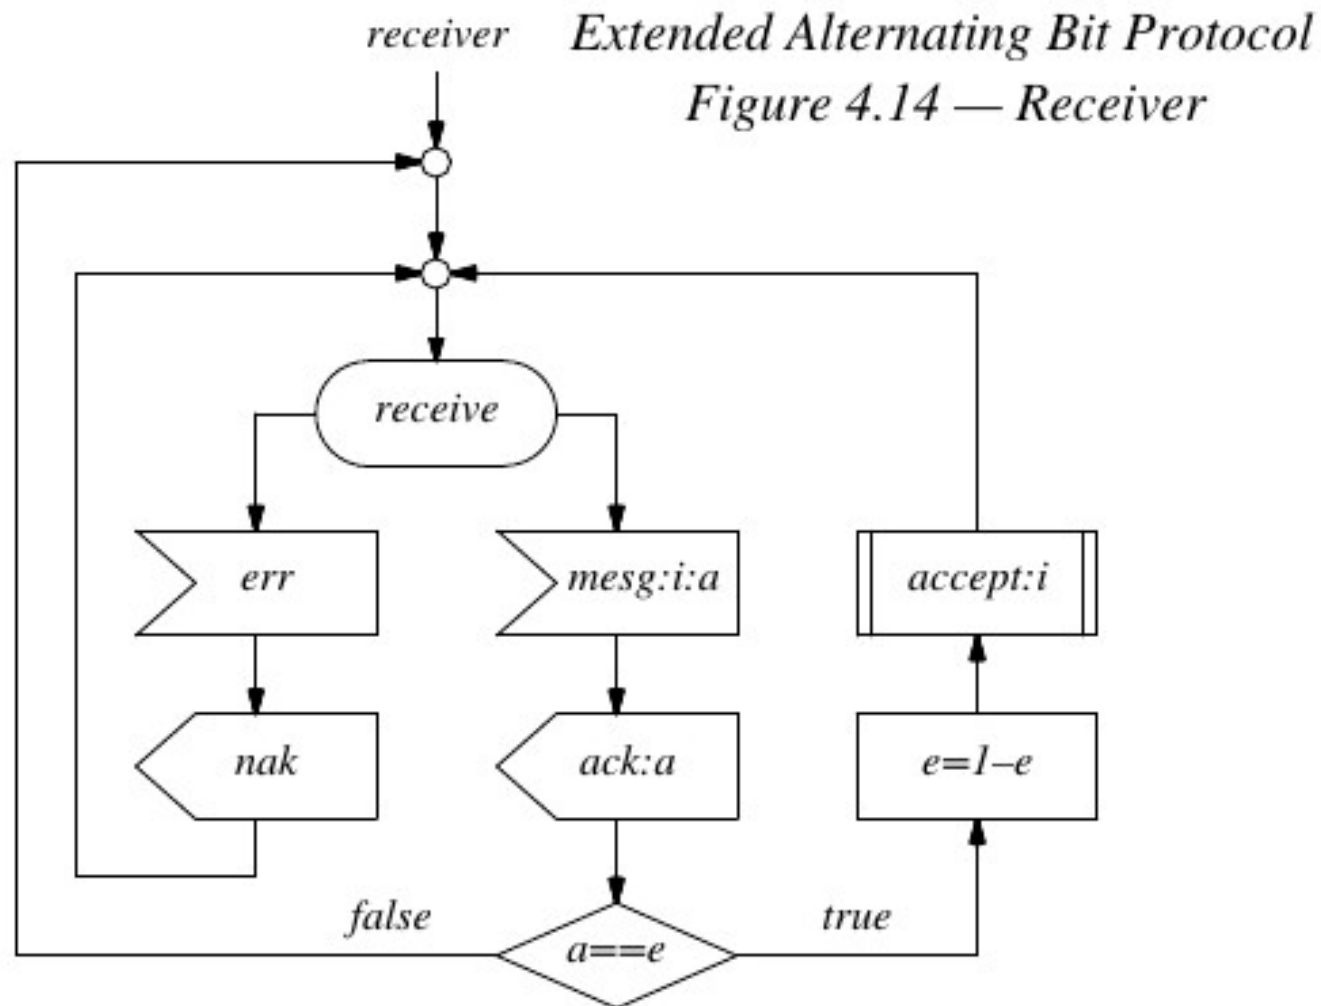 receiver
Extended Alternating Bit Protocol
Figure 4.14 — Receiver
receive
err
mesg:i:a
accept:i
nak
ack:a
e=1–e
false
true
a==e